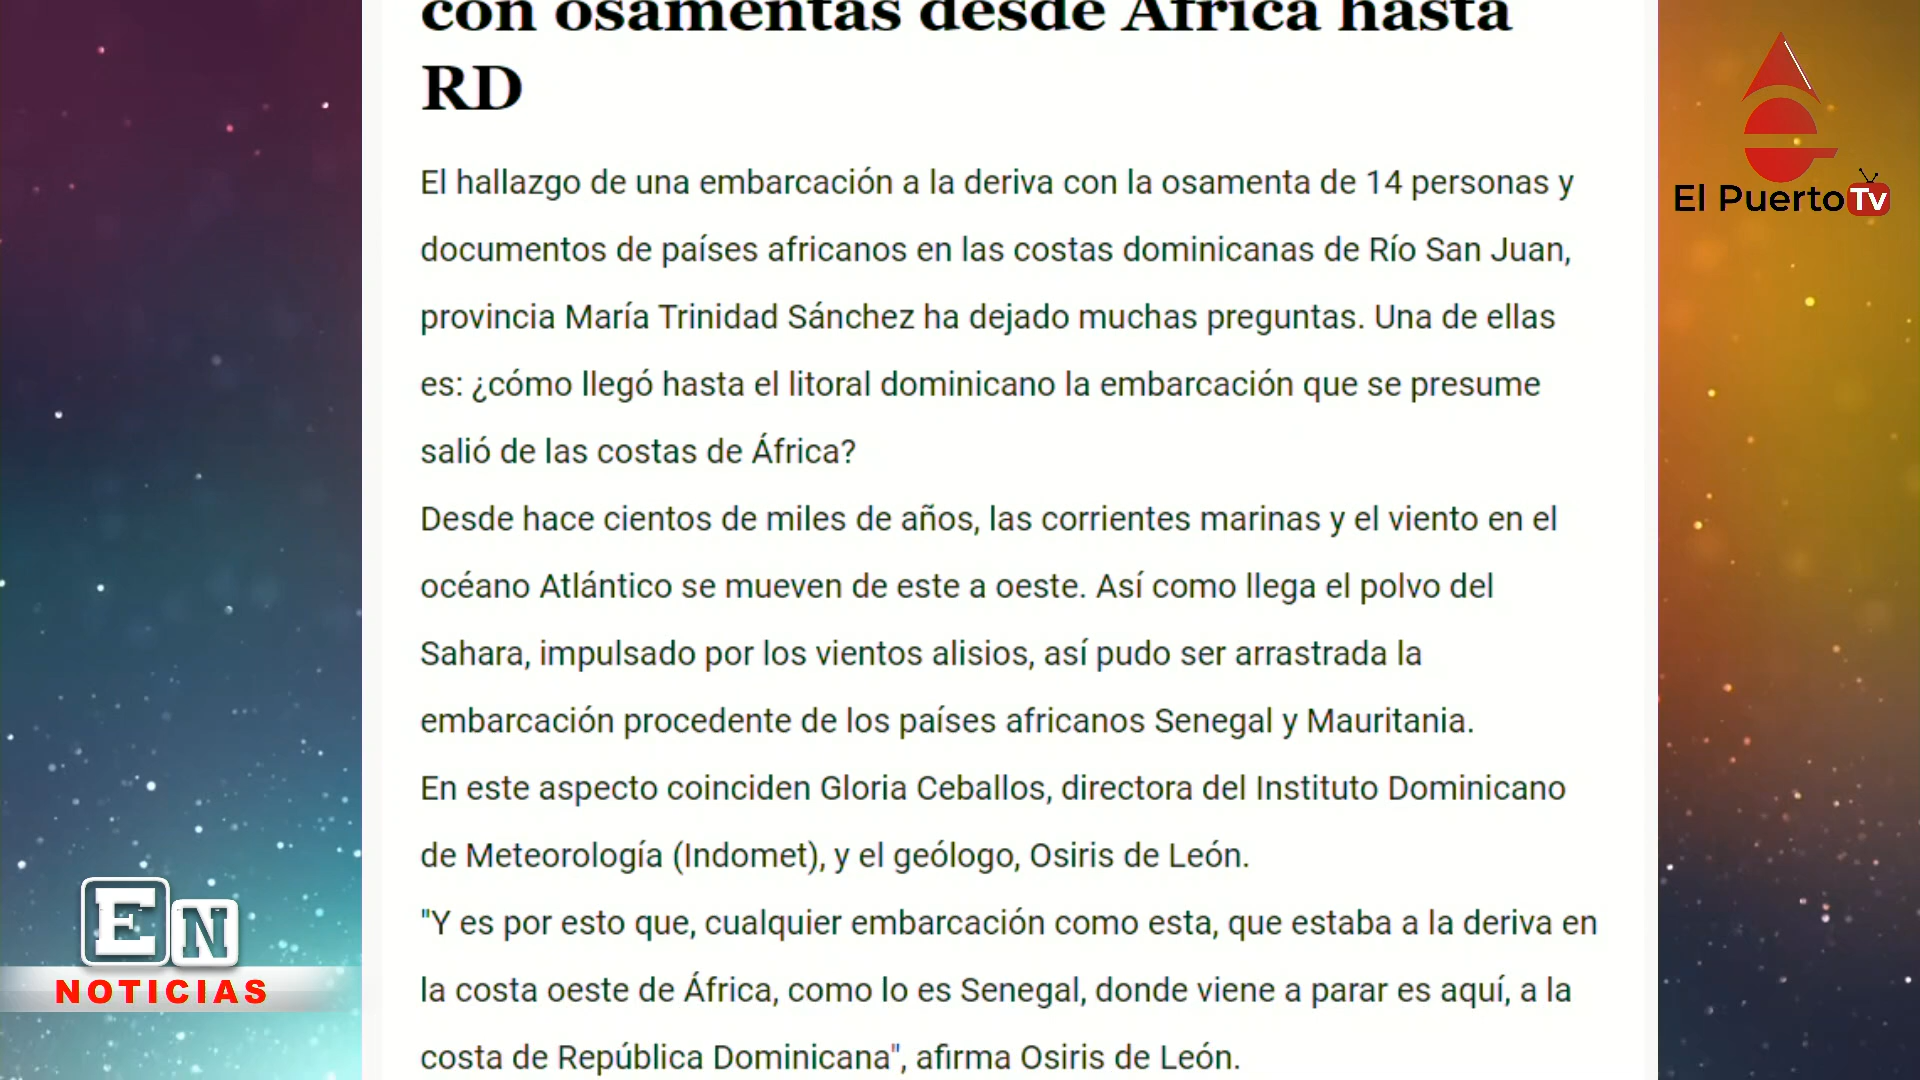 con osamentas desde África hasta
RD
El hallazgo de una embarcación a la deriva con la osamenta de 14 personas y
documentos de países africanos en las costas dominicanas de Río San Juan,
provincia María Trinidad Sánchez ha dejado muchas preguntas. Una de ellas
es: ¿cómo llegó hasta el litoral dominicano la embarcación que se presume
salió de las costas de África?
Desde hace cientos de miles de años, las corrientes marinas y el viento en el
océano Atlántico se mueven de este a oeste. Así como llega el polvo del
Sahara, impulsado por los vientos alisios, así pudo ser arrastrada la
embarcación procedente de los países africanos Senegal y Mauritania.
En este aspecto coinciden Gloria Ceballos, directora del Instituto Dominicano
de Meteorología (Indomet), y el geólogo, Osiris de León.
"Y es por esto que, cualquier embarcación como esta, que estaba a la deriva en
la costa oeste de África, como lo es Senegal, donde viene a parar es aquí, a la
costa de República Dominicana", afirma Osiris de León.
El Puerto Tv
EN
NOTICIAS